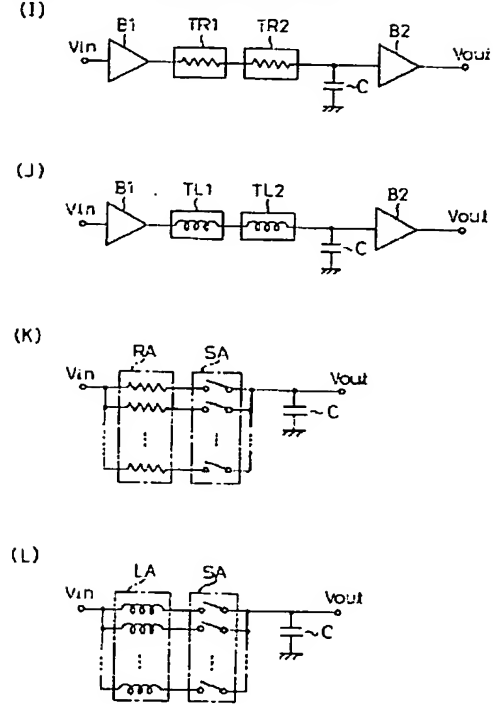 (I)
B1 TR1 TR2 B2
Vin Vout
C
(J)
B1 TL1 TL2 B2
Vin Vout
C
(K)
RA SA
Vin Vout
C
(L)
LA SA
Vin Vout
C